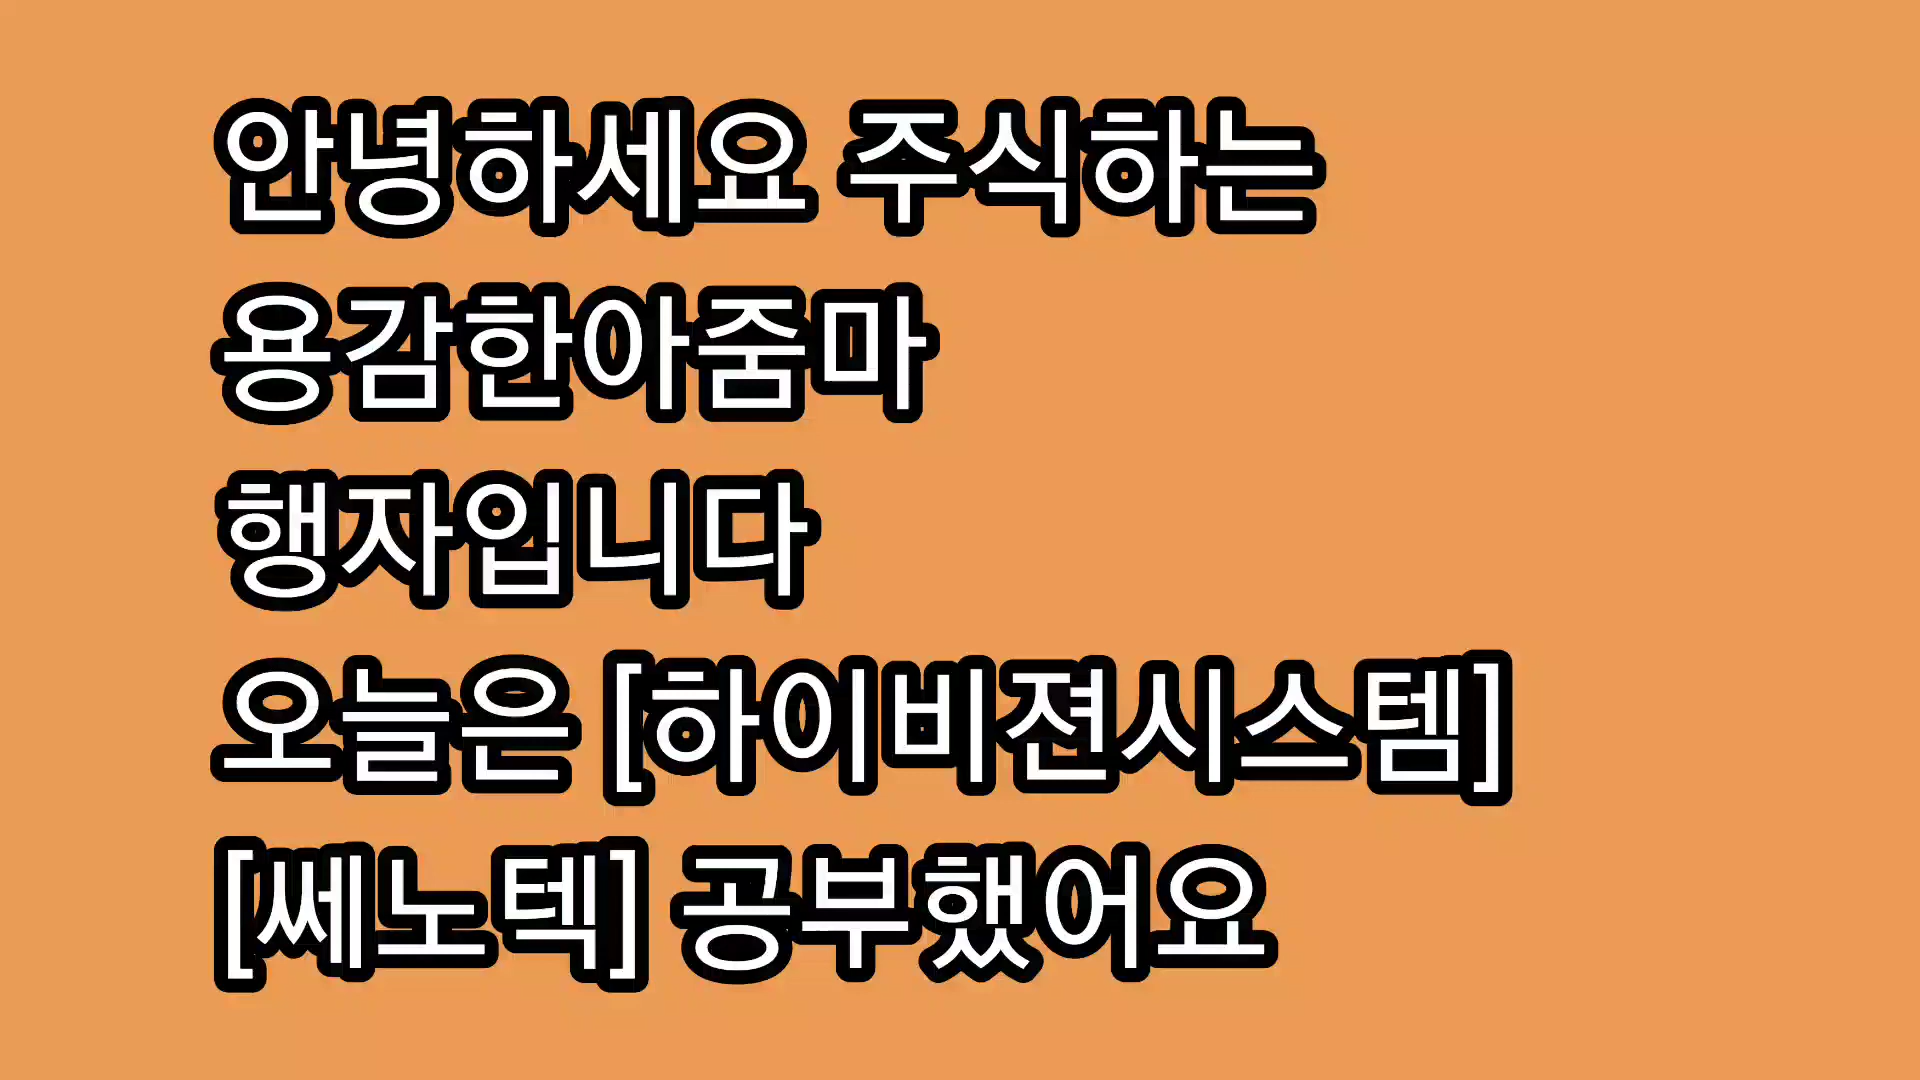 안녕하세요 주식하는
용감한아줌마
행자입니다
오늘은 [하이비젼시스템]
[쎄노텍] 공부했어요